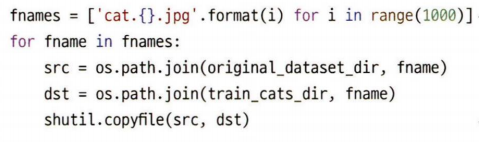 fnames = ['cat.{}.jpg'.format(i) for i in range(1000)]
for fname in fnames:
    src = os.path.join(original_dataset_dir, fname)
    dst = os.path.join(train_cats_dir, fname)
    shutil.copyfile(src, dst)